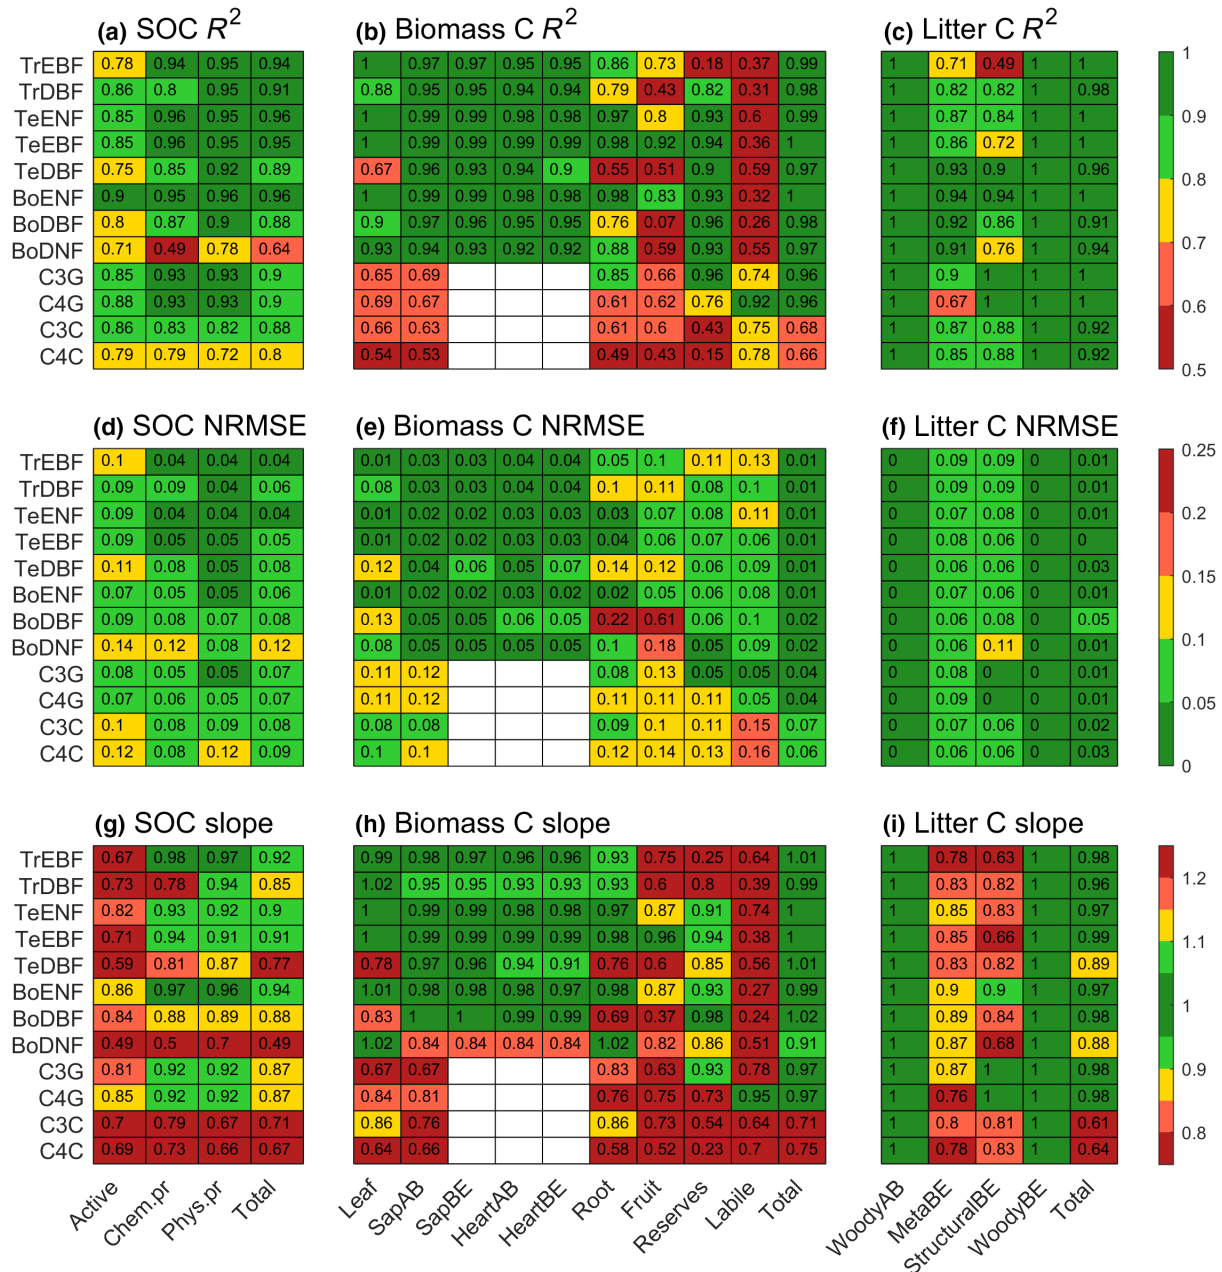 (a) SOC R² (b) Biomass C R² (c) Litter C R²
TrEBF 0.78 0.94 0.95 0.94 1 0.97 0.97 0.95 0.95 0.86 0.73 0.18 0.37 0.99 1 0.71 0.49 1 1 1
TrDBF 0.86 0.8 0.95 0.91 0.88 0.95 0.95 0.94 0.94 0.79 0.43 0.82 0.31 0.98 1 0.82 0.82 1 0.98
TeENF 0.85 0.96 0.95 0.96 1 0.99 0.99 0.98 0.98 0.97 0.8 0.93 0.6 0.99 1 0.87 0.84 1 1 0.9
TeEBF 0.85 0.96 0.95 0.95 1 0.99 0.99 0.99 0.99 0.98 0.92 0.94 0.36 1 1 0.86 0.72 1 1
TeDBF 0.75 0.85 0.92 0.89 0.67 0.96 0.93 0.94 0.9 0.55 0.51 0.9 0.59 0.97 1 0.93 0.9 1 0.96 0.8
BoENF 0.9 0.95 0.96 0.96 1 0.99 0.99 0.98 0.98 0.98 0.83 0.93 0.32 1 1 0.94 0.94 1 1
BoDBF 0.8 0.87 0.9 0.88 0.9 0.97 0.96 0.95 0.95 0.76 0.07 0.96 0.26 0.98 1 0.92 0.86 1 0.91 0.7
BoDNF 0.71 0.49 0.78 0.64 0.93 0.94 0.93 0.92 0.92 0.88 0.59 0.93 0.55 0.97 1 0.91 0.76 1 0.94
C3G 0.85 0.93 0.93 0.9 0.65 0.69 0.85 0.66 0.96 0.74 0.96 1 0.9 1 1 1
C4G 0.88 0.93 0.93 0.9 0.69 0.67 0.61 0.62 0.76 0.92 0.96 1 0.67 1 1 1 0.6
C3C 0.86 0.83 0.82 0.88 0.66 0.63 0.61 0.6 0.43 0.75 0.68 1 0.87 0.88 1 0.92
C4C 0.79 0.79 0.72 0.8 0.54 0.53 0.49 0.43 0.15 0.78 0.66 1 0.85 0.88 1 0.92 0.5
(d) SOC NRMSE (e) Biomass C NRMSE (f) Litter C NRMSE
TrEBF 0.1 0.04 0.04 0.04 0.01 0.03 0.03 0.04 0.04 0.05 0.1 0.11 0.13 0.01 0 0.09 0.09 0 0.01 0.25
TrDBF 0.09 0.09 0.04 0.06 0.08 0.03 0.03 0.04 0.04 0.1 0.11 0.08 0.1 0.01 0 0.09 0.09 0 0.01
TeENF 0.09 0.04 0.04 0.04 0.01 0.02 0.02 0.03 0.03 0.03 0.07 0.08 0.11 0.01 0 0.07 0.08 0 0.01 0.2
TeEBF 0.09 0.05 0.05 0.05 0.01 0.02 0.02 0.03 0.03 0.04 0.06 0.07 0.06 0.01 0 0.08 0.06 0 0
TeDBF 0.11 0.08 0.05 0.08 0.12 0.04 0.06 0.05 0.07 0.14 0.12 0.06 0.09 0.01 0 0.06 0.06 0 0.03 0.15
BoENF 0.07 0.05 0.05 0.06 0.01 0.02 0.02 0.03 0.02 0.02 0.05 0.06 0.08 0.01 0 0.07 0.06 0 0.01
BoDBF 0.09 0.08 0.07 0.08 0.13 0.05 0.05 0.06 0.05 0.22 0.61 0.06 0.1 0.02 0 0.06 0.08 0 0.05
BoDNF 0.14 0.12 0.08 0.12 0.08 0.05 0.05 0.05 0.05 0.1 0.18 0.05 0.09 0.02 0 0.06 0.11 0 0.01 0.1
C3G 0.08 0.05 0.05 0.07 0.11 0.12 0.08 0.13 0.05 0.05 0.04 0 0.08 0 0 0.01
C4G 0.07 0.06 0.05 0.07 0.11 0.12 0.11 0.11 0.11 0.05 0.04 0 0.09 0 0 0.01 0.05
C3C 0.1 0.08 0.09 0.08 0.08 0.08 0.09 0.1 0.11 0.15 0.07 0 0.07 0.06 0 0.02
C4C 0.12 0.08 0.12 0.09 0.1 0.1 0.12 0.14 0.13 0.16 0.06 0 0.06 0.06 0 0.03 0
(g) SOC slope (h) Biomass C slope (i) Litter C slope
TrEBF 0.67 0.98 0.97 0.92 0.99 0.98 0.97 0.96 0.96 0.93 0.75 0.25 0.64 1.01 1 0.78 0.63 1 0.98
TrDBF 0.73 0.78 0.94 0.85 1.02 0.95 0.95 0.93 0.93 0.93 0.6 0.8 0.39 0.99 1 0.83 0.82 1 0.96 1.2
TeENF 0.82 0.93 0.92 0.9 1 0.99 0.99 0.98 0.98 0.97 0.87 0.91 0.74 1 1 0.85 0.83 1 0.97
TeEBF 0.71 0.94 0.91 0.91 1 0.99 0.99 0.99 0.99 0.98 0.96 0.94 0.38 1 1 0.85 0.66 1 0.99 1.1
TeDBF 0.59 0.81 0.87 0.77 0.78 0.97 0.96 0.94 0.91 0.76 0.6 0.85 0.56 1.01 1 0.83 0.82 1 0.89
BoENF 0.86 0.97 0.96 0.94 1.01 0.98 0.98 0.98 0.97 0.98 0.87 0.93 0.27 0.99 1 0.9 0.9 1 0.97 1
BoDBF 0.84 0.88 0.89 0.88 0.83 1 1 0.99 0.99 0.69 0.37 0.98 0.24 1.02 1 0.89 0.84 1 0.98
BoDNF 0.49 0.5 0.7 0.49 1.02 0.84 0.84 0.84 0.84 1.02 0.82 0.86 0.51 0.91 1 0.87 0.68 1 0.88
C3G 0.81 0.92 0.92 0.87 0.67 0.67 0.83 0.63 0.93 0.78 0.97 1 0.87 1 1 0.98 0.9
C4G 0.85 0.92 0.92 0.87 0.84 0.81 0.76 0.75 0.73 0.95 0.97 1 0.76 1 1 0.98
C3C 0.7 0.79 0.67 0.71 0.86 0.76 0.86 0.73 0.54 0.64 0.71 1 0.8 0.81 1 0.61 0.8
C4C 0.69 0.73 0.66 0.67 0.64 0.66 0.58 0.52 0.23 0.7 0.75 1 0.78 0.83 1 0.64
Active Chem.pr Phys.pr Total Leaf SapAB SapBE HeartAB HeartBE Root Fruit Reserves Labile Total WoodyAB MetaBE StructuralBE WoodyBE Total